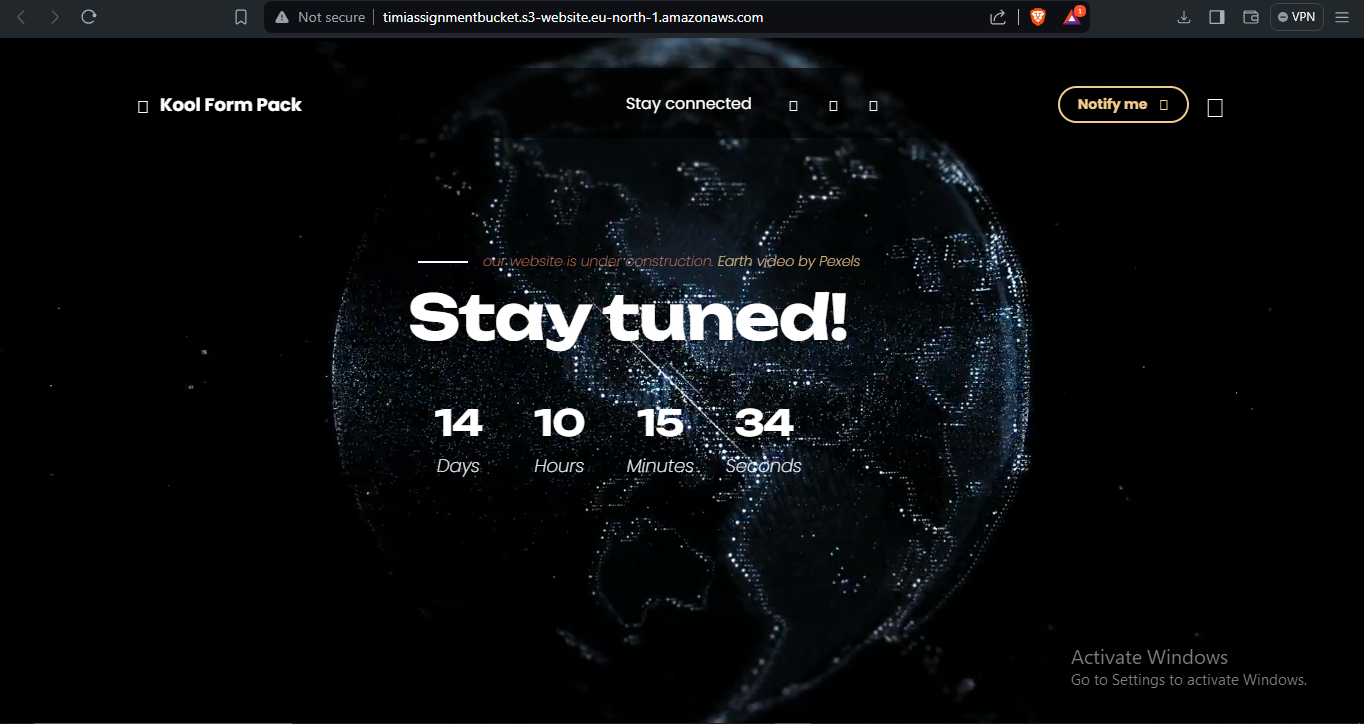 Not secure
timiassignmentbucket.s3-website.eu-north-1.amazonaws.com
1
VPN
Kool Form Pack
Stay connected
Notify me
our website is under construction. Earth video by Pexels
Stay tuned!
14 10 15 34
Days Hours Minutes Seconds
Activate Windows
Go to Settings to activate Windows.